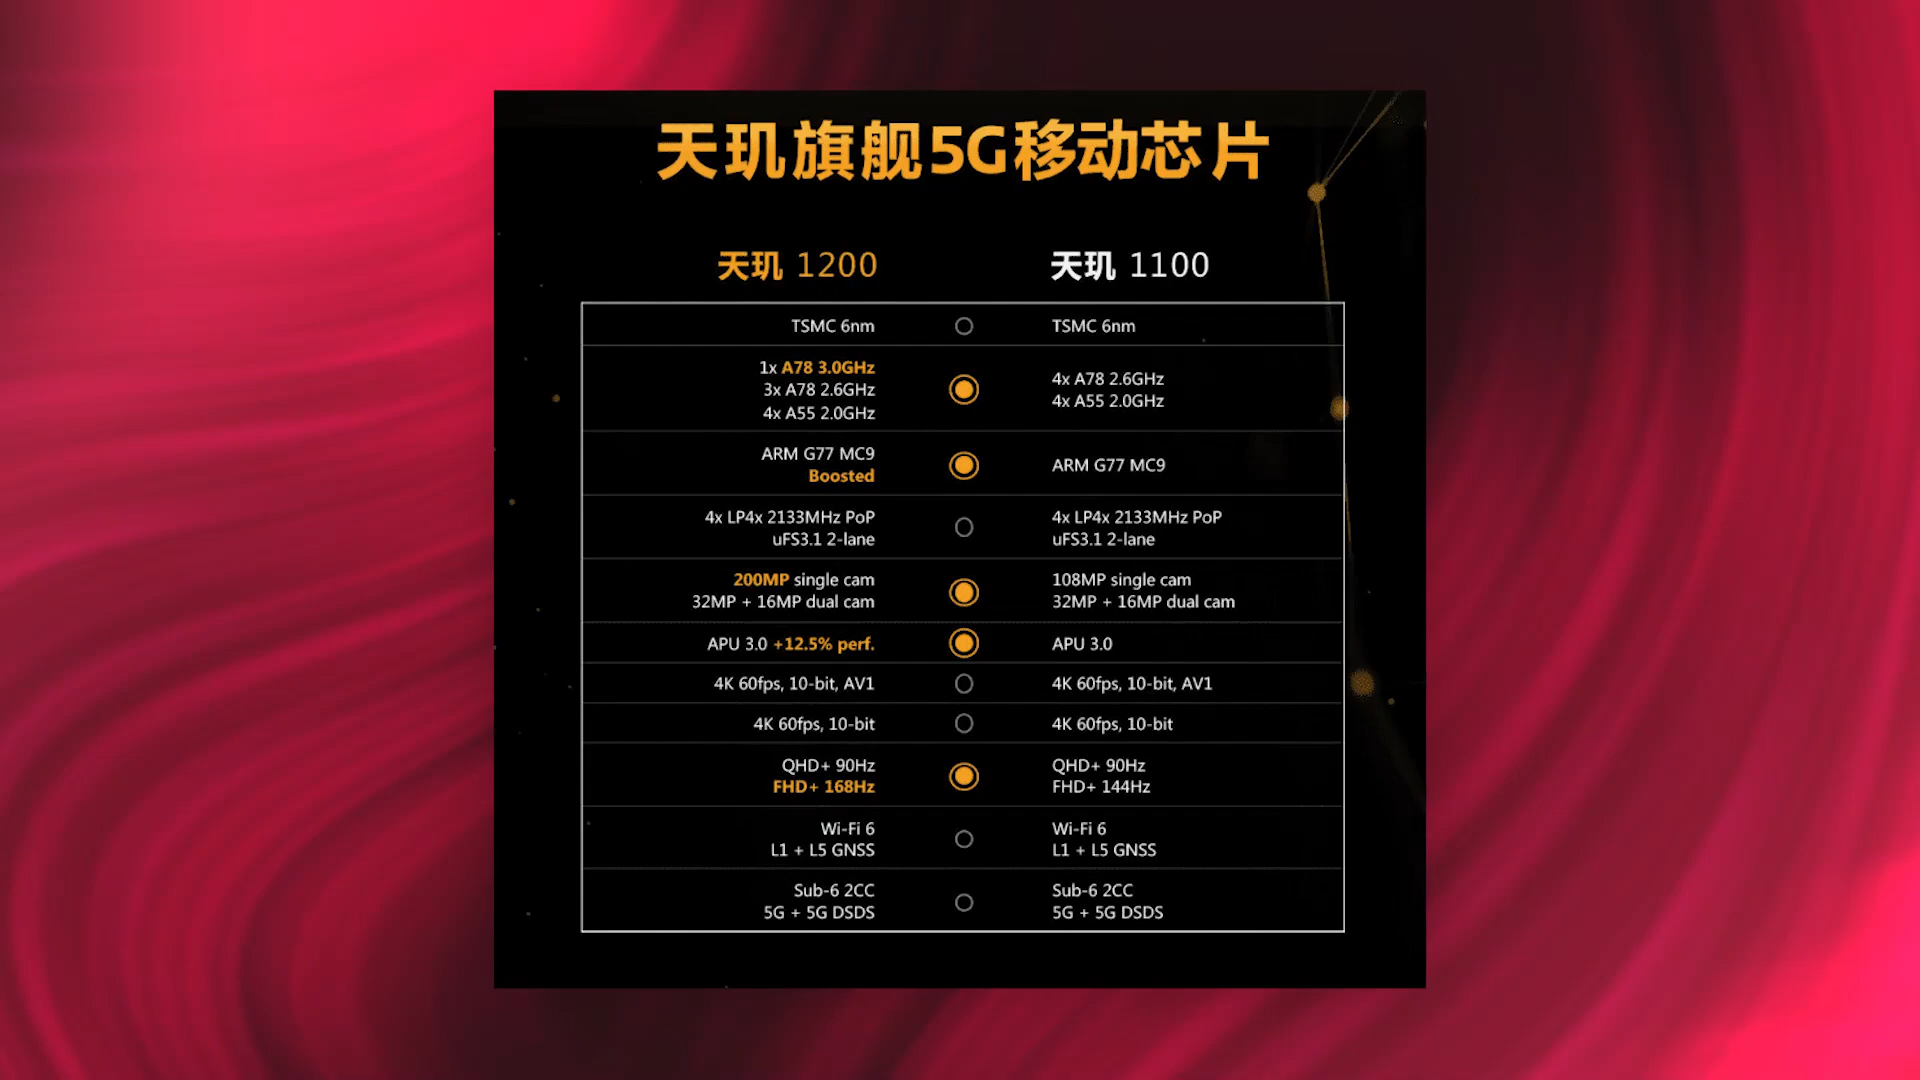 天玑旗舰5G移动芯片
天玑 1200
天玑 1100
TSMC 6nm
TSMC 6nm
1x A78 3.0GHz
3x A78 2.6GHz
4x A55 2.0GHz
4x A78 2.6GHz
4x A55 2.0GHz
ARM G77 MC9
Boosted
ARM G77 MC9
4x LP4x 2133MHz PoP
uFS3.1 2-lane
4x LP4x 2133MHz PoP
uFS3.1 2-lane
200MP single cam
32MP + 16MP dual cam
108MP single cam
32MP + 16MP dual cam
APU 3.0 +12.5% perf.
APU 3.0
4K 60fps, 10-bit, AV1
4K 60fps, 10-bit, AV1
4K 60fps, 10-bit
4K 60fps, 10-bit
QHD+ 90Hz
FHD+ 168Hz
QHD+ 90Hz
FHD+ 144Hz
Wi-Fi 6
L1 + L5 GNSS
Wi-Fi 6
L1 + L5 GNSS
Sub-6 2CC
5G + 5G DSDS
Sub-6 2CC
5G + 5G DSDS